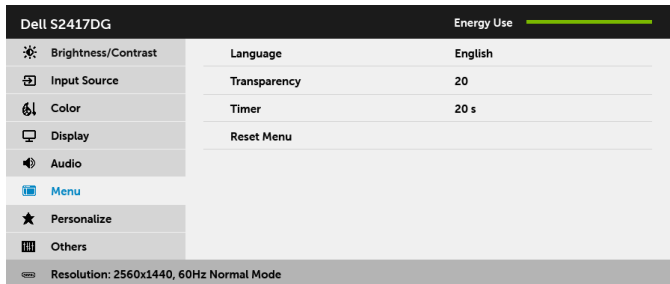 Dell S2417DG Energy Use
Brightness/Contrast Language English
Input Source Transparency 20
Color Timer 20 s
Display Reset Menu
Audio
Menu
Personalize
Others
Resolution: 2560x1440, 60Hz Normal Mode